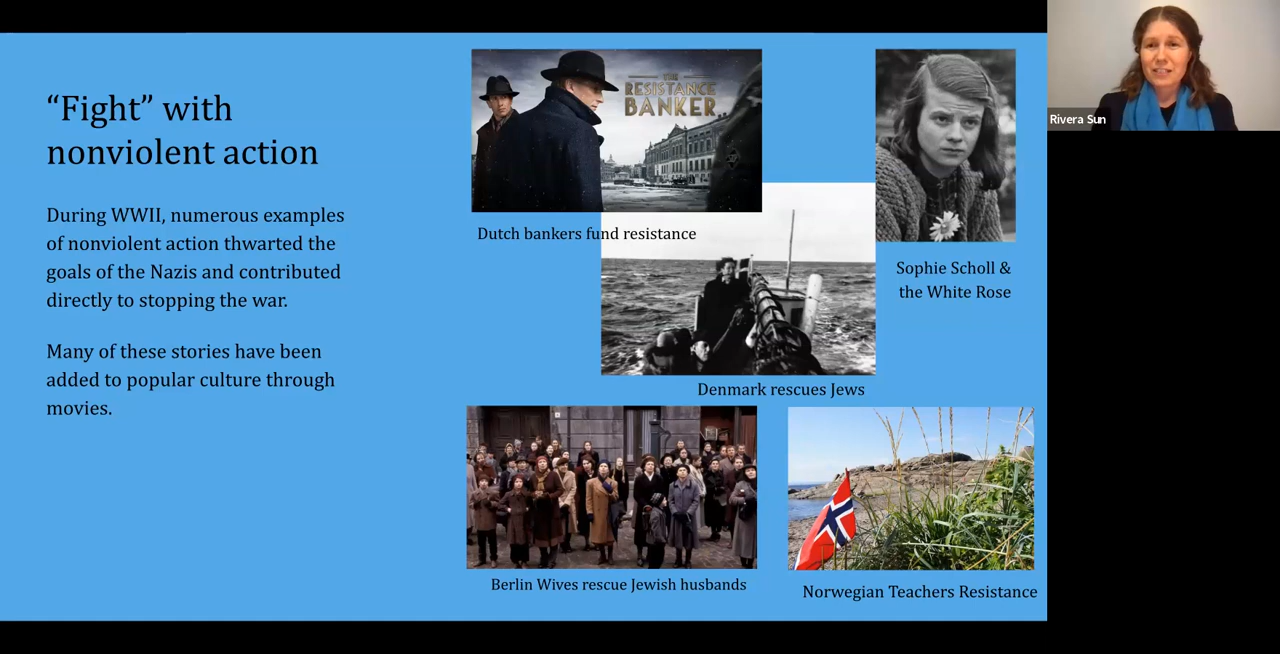 “Fight” with
nonviolent action
During WWII, numerous examples
of nonviolent action thwarted the
goals of the Nazis and contributed
directly to stopping the war.
Many of these stories have been
added to popular culture through
movies.
THE
RESISTANCE
BANKER
Dutch bankers fund resistance
Sophie Scholl &
the White Rose
Denmark rescues Jews
Berlin Wives rescue Jewish husbands
Norwegian Teachers Resistance
Rivera Sun